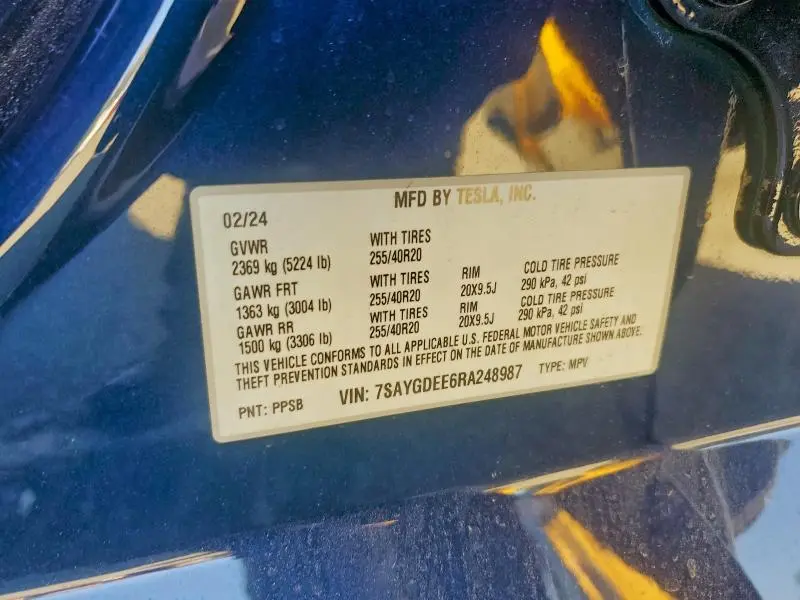 MFD BY TESLA, INC.
02/24
GVWR WITH TIRES
2369 kg (5224 lb) 255/40R20
GAWR FRT WITH TIRES RIM COLD TIRE PRESSURE
1363 kg (3004 lb) 255/40R20 20X9.5J 290 kPa, 42 psi
GAWR RR WITH TIRES RIM COLD TIRE PRESSURE
1500 kg (3306 lb) 255/40R20 20X9.5J 290 kPa, 42 psi
THIS VEHICLE CONFORMS TO ALL APPLICABLE U.S. FEDERAL MOTOR VEHICLE SAFETY AND
THEFT PREVENTION STANDARDS IN EFFECT ON THE DATE OF MANUFACTURE SHOWN ABOVE.
PNT: PPSB VIN: 7SAYGDEE6RA248987 TYPE: MPV